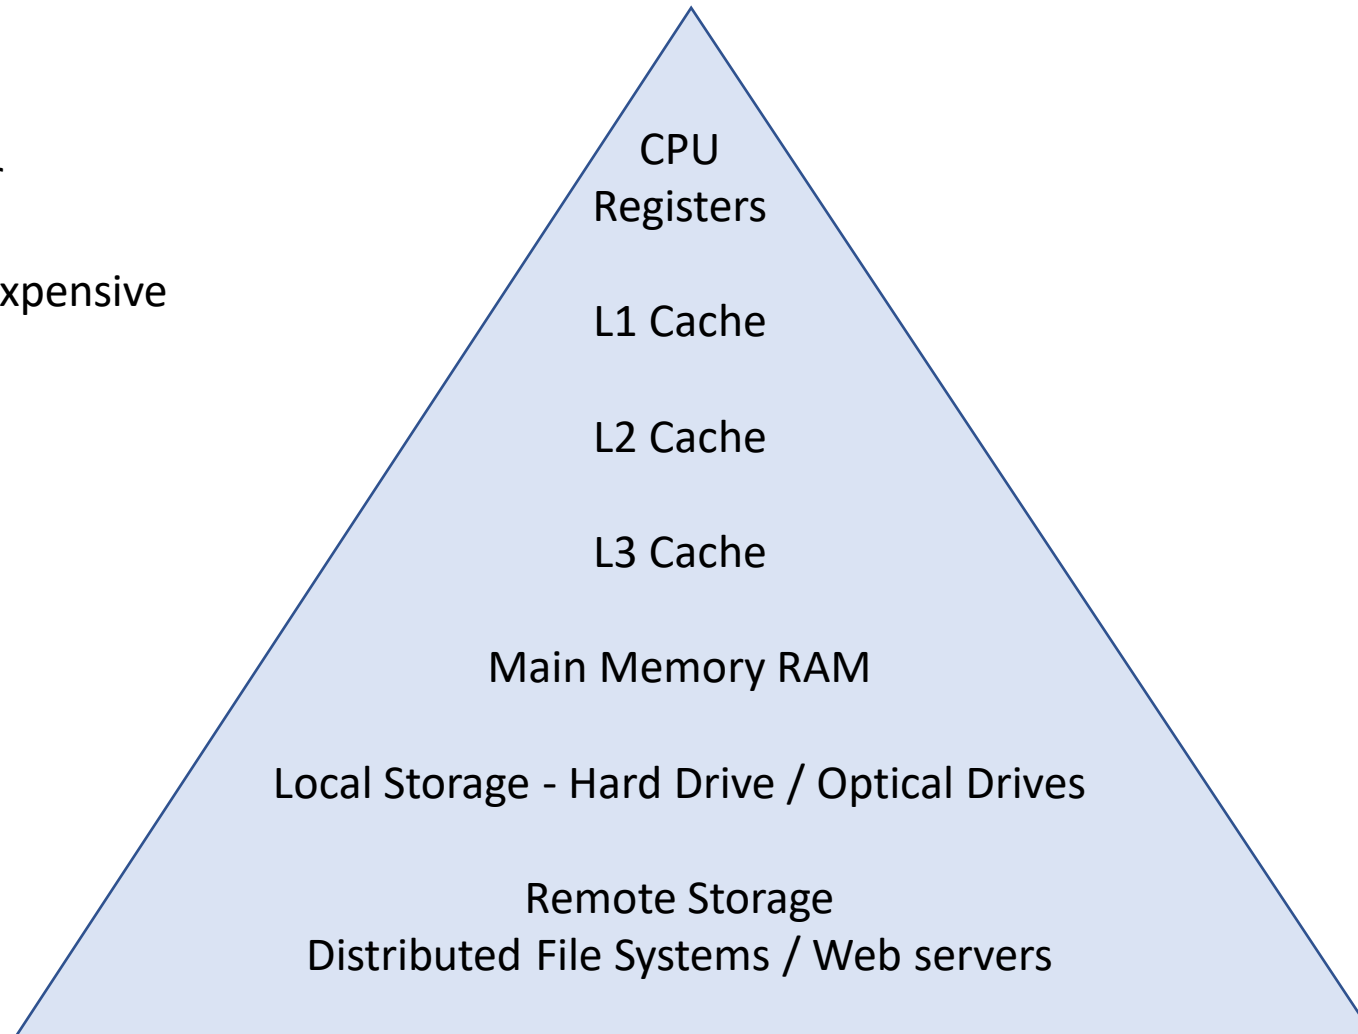 xpensive
CPU
Registers
L1 Cache
L2 Cache
L3 Cache
Main Memory RAM
Local Storage - Hard Drive / Optical Drives
Remote Storage
Distributed File Systems / Web servers